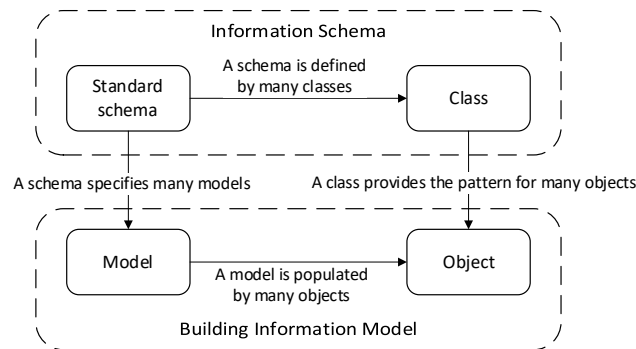 Information Schema
Standard
schema
A schema is defined
by many classes
Class
A schema specifies many models
A class provides the pattern for many objects
Model
A model is populated
by many objects
Object
Building Information Model